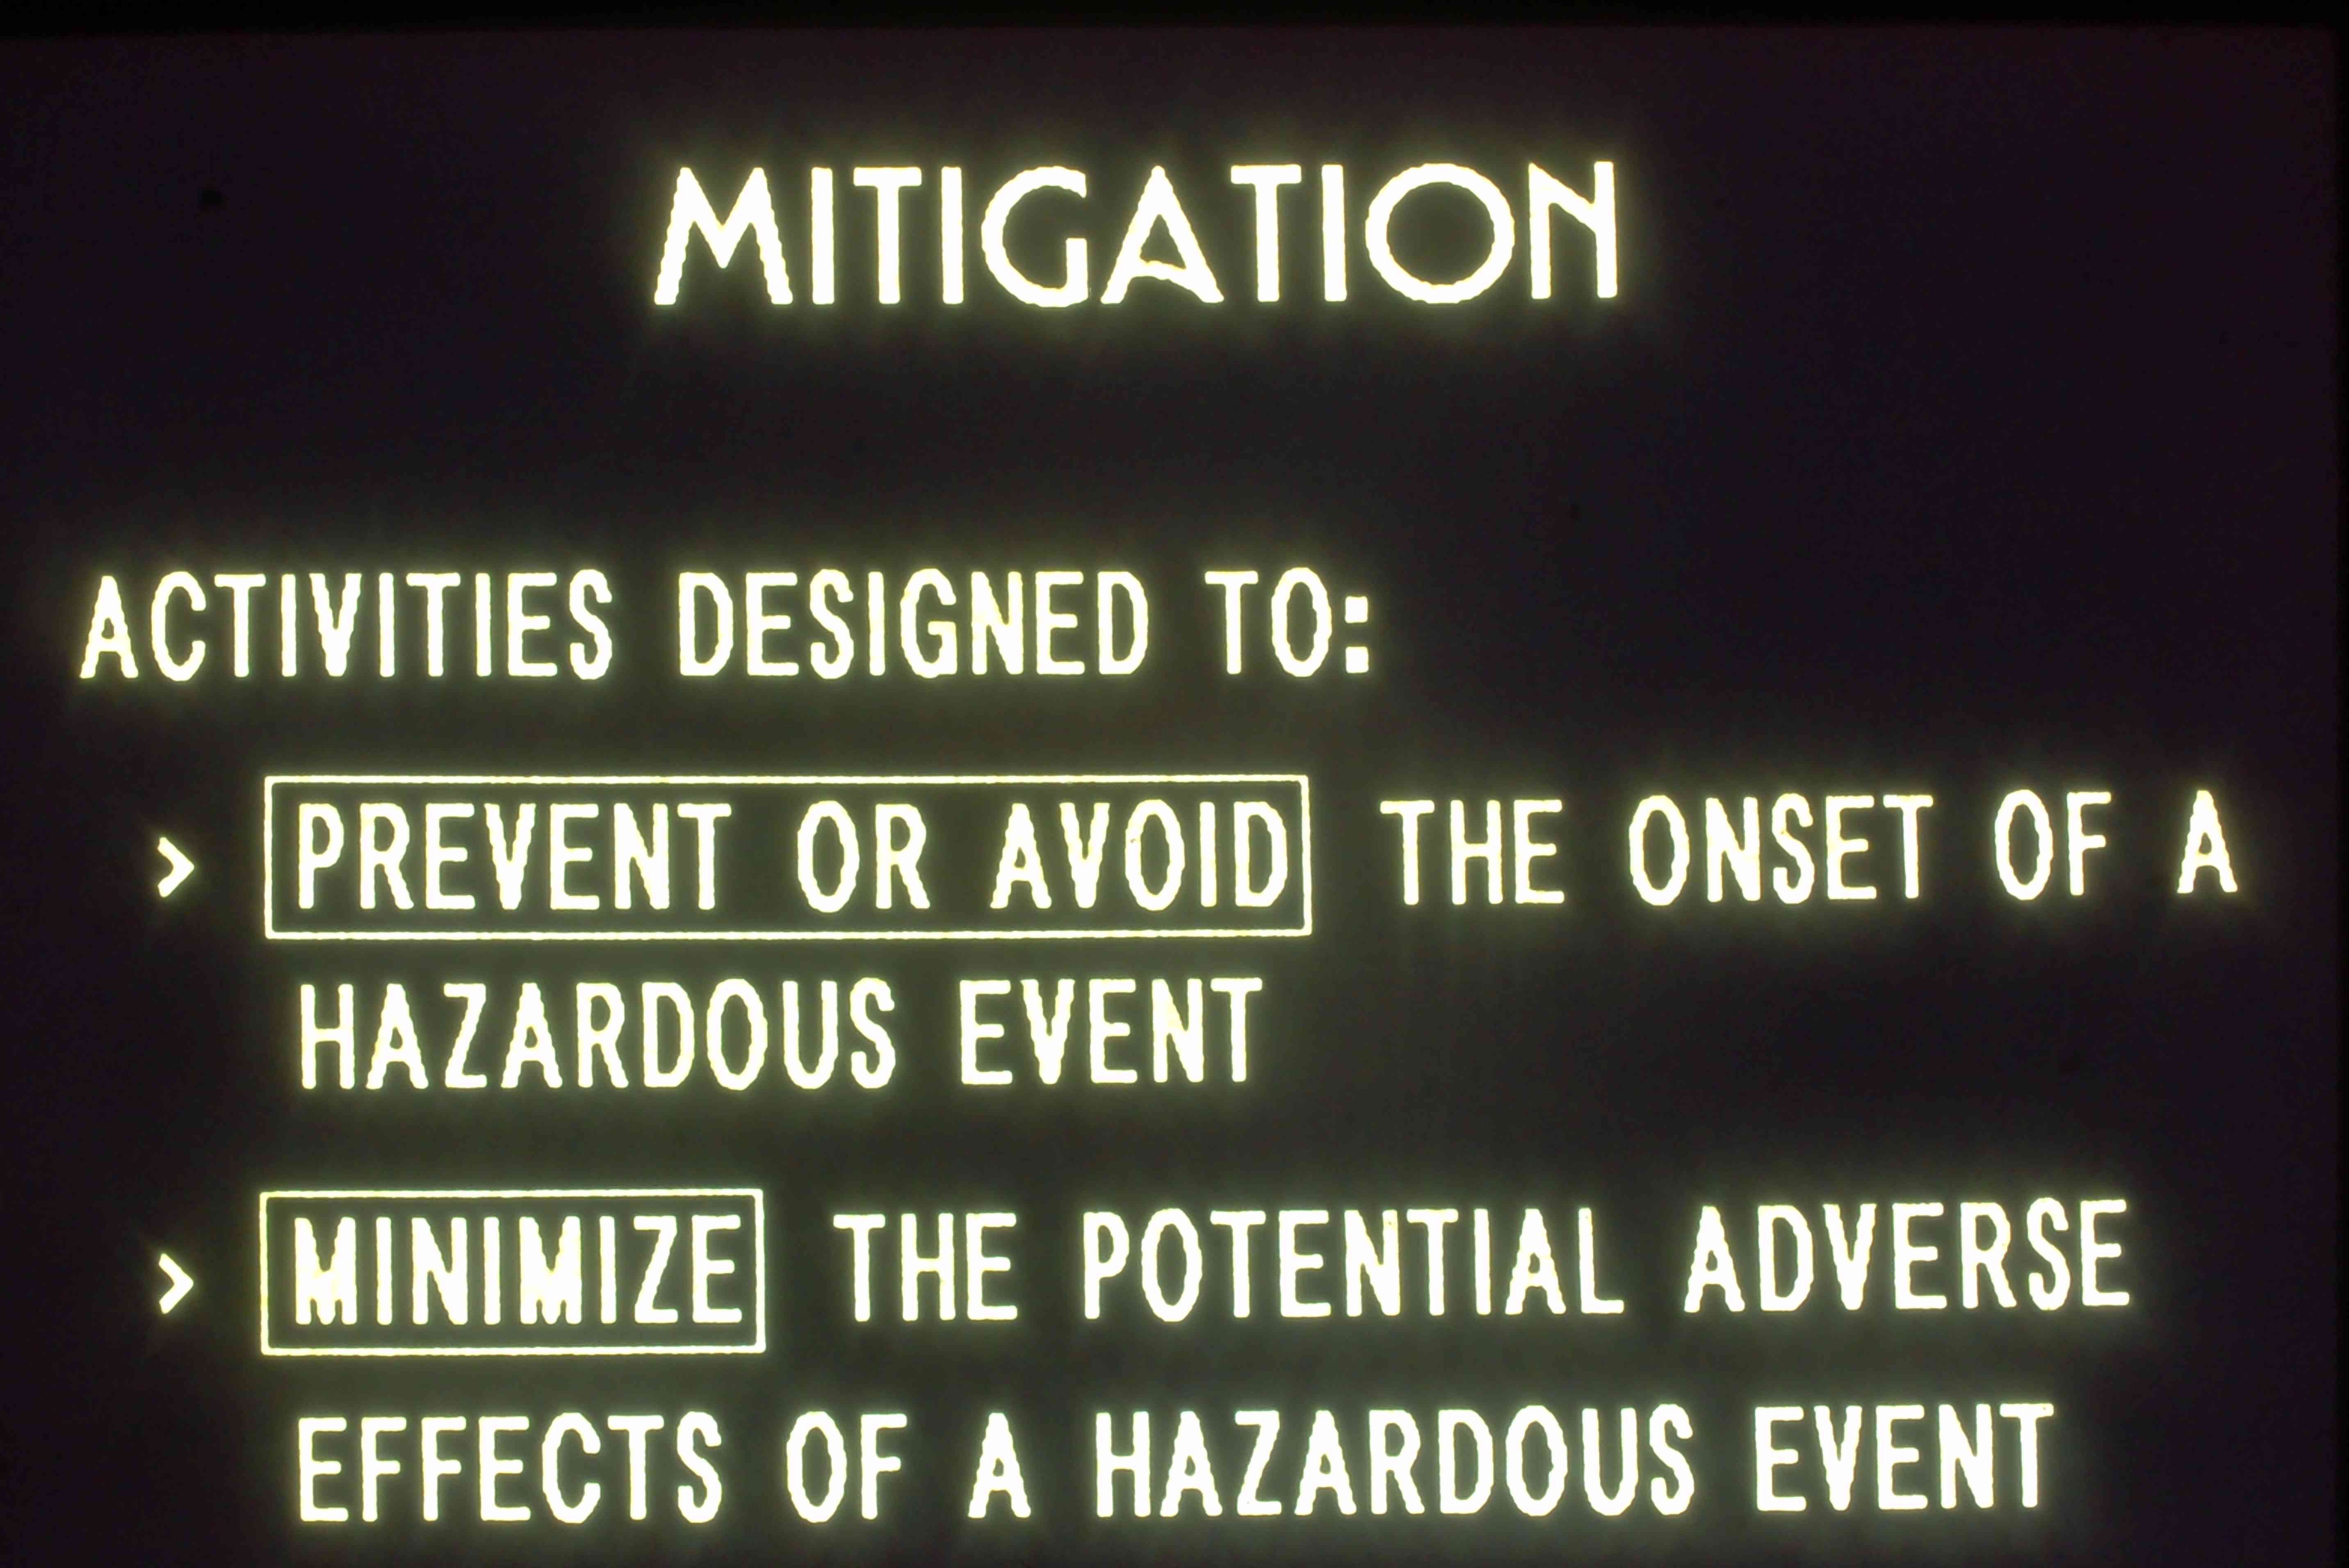 MITIGATION
ACTIVITIES DESIGNED TO:
> PREVENT OR AVOID THE ONSET OF A
HAZARDOUS EVENT
> MINIMIZE THE POTENTIAL ADVERSE
EFFECTS OF A HAZARDOUS EVENT